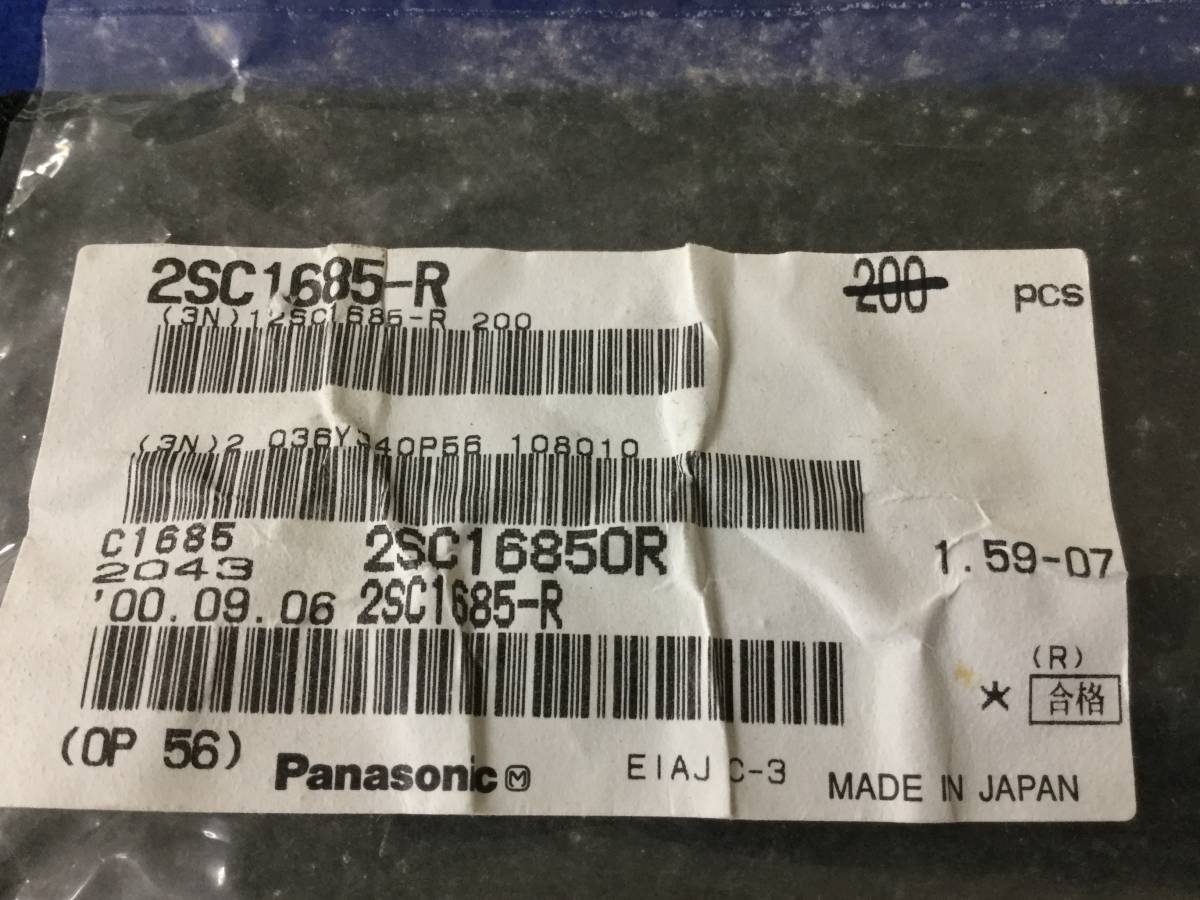 2SC1685-R 200 pcs
(3N)12SC1685-R 200
(3N)2 036Y340P56 108010
C1685 2SC16850R 1.59-07
2043
'00.09.06 2SC1685-R
(R)
* 合格
(OP 56) Panasonic M EIAJ C-3 MADE IN JAPAN